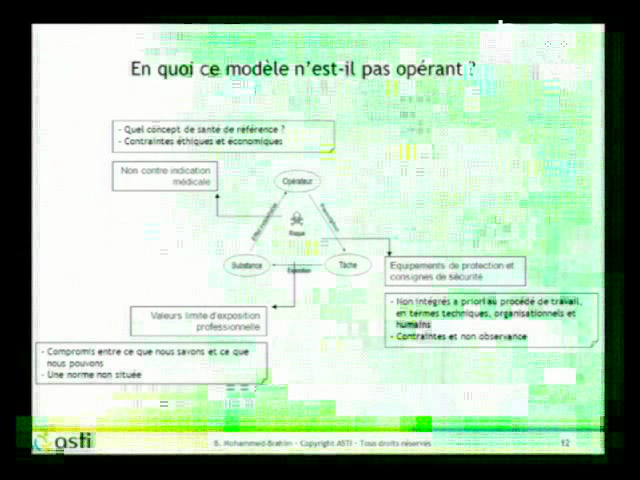 En quoi ce modèle n'est-il pas opérant ?
- Quel concept de santé de référence ?
- Contraintes éthiques et économiques
Non contre indication
médicale
Opérateur
Risque
Substance
Exposition
Tâche
Equipements de protection et
consignes de sécurité
- Non intégrés a priori au procédé de travail,
en termes techniques, organisationnels et
humains
- Contraintes et non observance
Valeurs limite d'exposition
professionnelle
- Compromis entre ce que nous savons et ce que
nous pouvons
- Une norme non située
asti
B. Mohammed-Brahim - Copyright ASTI - Tous droits réservés
12